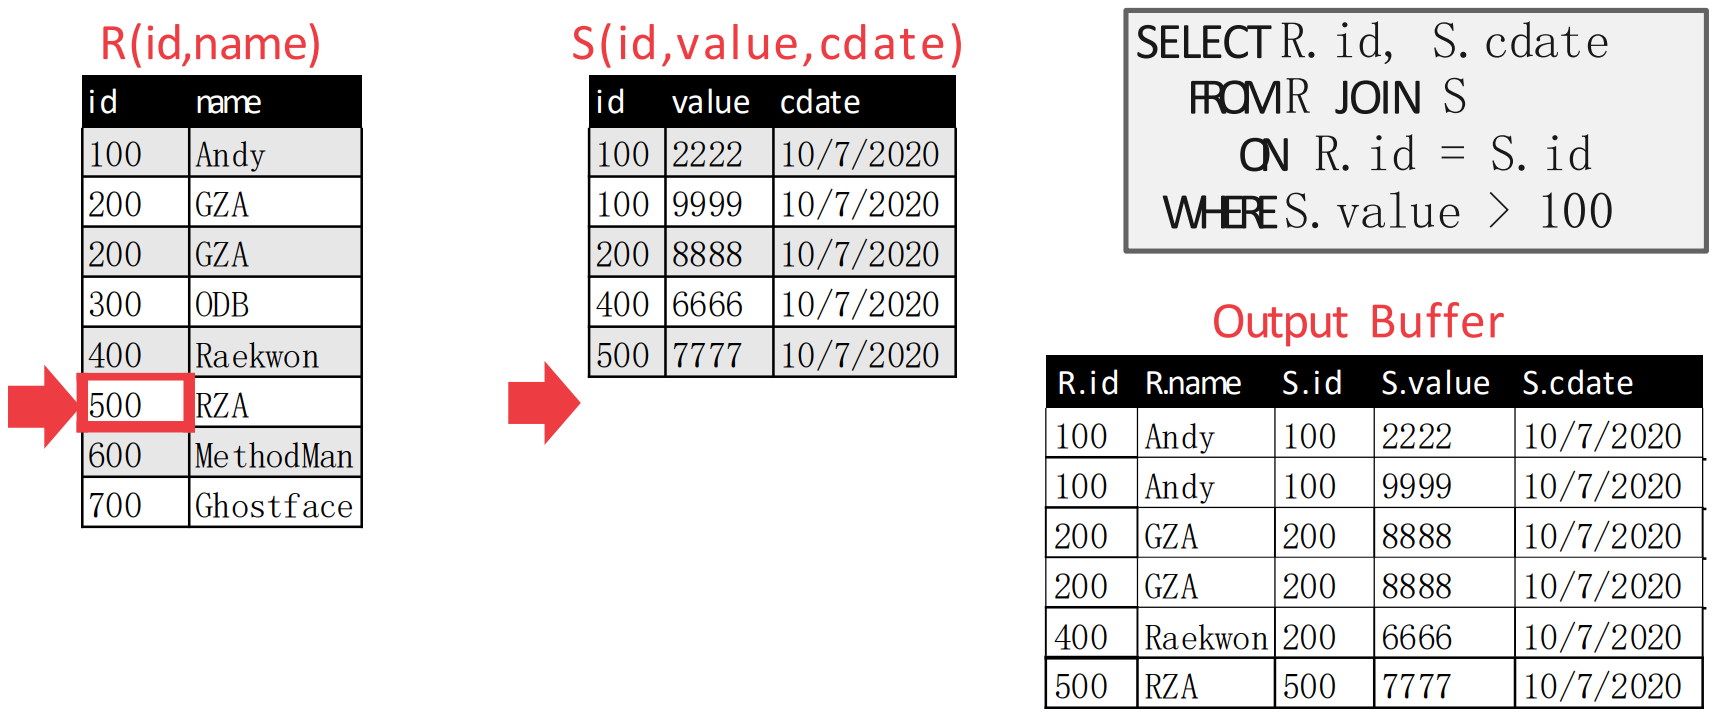 R(id,name)
id name
100 Andy
200 GZA
200 GZA
300 ODB
400 Raekwon
500 RZA
600 MethodMan
700 Ghostface
S(id,value,cdate)
id value cdate
100 2222 10/7/2020
100 9999 10/7/2020
200 8888 10/7/2020
400 6666 10/7/2020
500 7777 10/7/2020
SELECT R.id, S.cdate
FROM R JOIN S
ON R.id = S.id
WHERE S.value > 100
Output Buffer
R.id R.name S.id S.value S.cdate
100 Andy 100 2222 10/7/2020
100 Andy 100 9999 10/7/2020
200 GZA 200 8888 10/7/2020
200 GZA 200 8888 10/7/2020
400 Raekwon 200 6666 10/7/2020
500 RZA 500 7777 10/7/2020